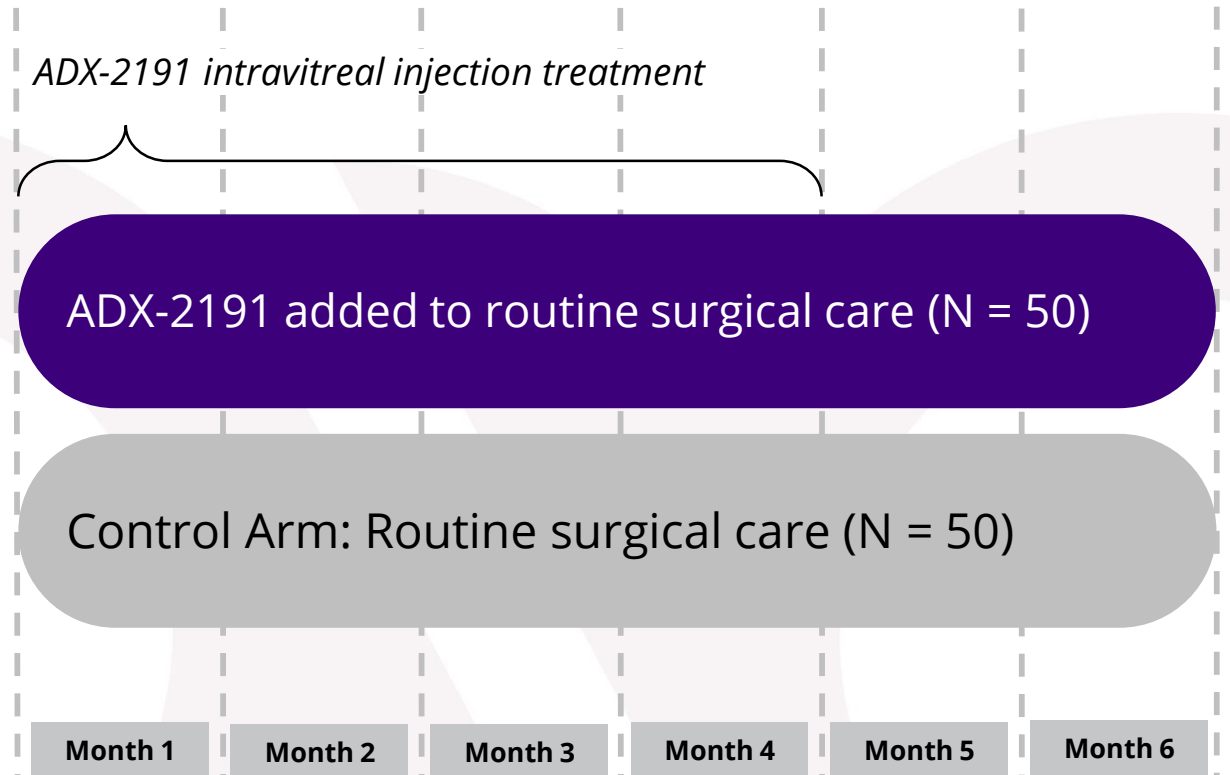 ADX-2191 intravitreal injection treatment
ADX-2191 added to routine surgical care (N = 50)
Control Arm: Routine surgical care (N = 50)
Month 1 Month 2 Month 3 Month 4 Month 5 Month 6